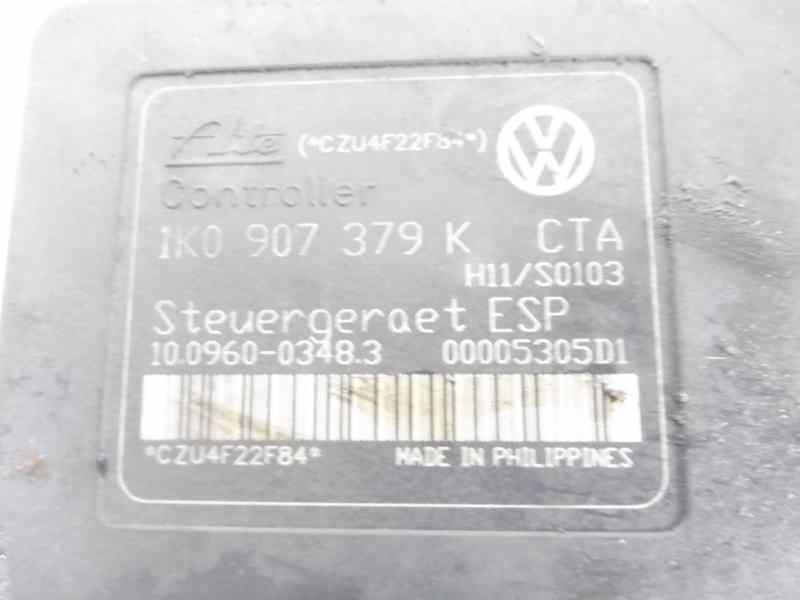 Ate (*CZU4F22F84*)
Controller
1K0 907 379 K CTA
H11/S0103
Steuergeraet ESP
10.0960-0348.3 00005305D1
*CZU4F22F84* MADE IN PHILIPPINES